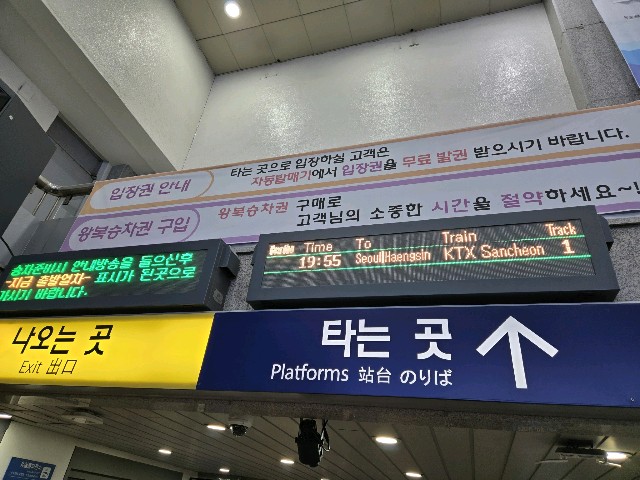 입장권 안내
타는 곳으로 입장하실 고객은
자동발매기에서 입장권을 무료 발권 받으시기 바랍니다.
왕복승차권 구입
왕복승차권 구매로
고객님의 소중한 시간을 절약하세요~
승차준비시 안내방송을 들으신후
-지금 출발열차- 표시가 된곳으로
가시기 바랍니다.
Time To Train Track
19:55 Seoul Haengsin KTX Sancheon 1
나오는 곳
Exit 出口
타는 곳
Platforms 站台 のりば